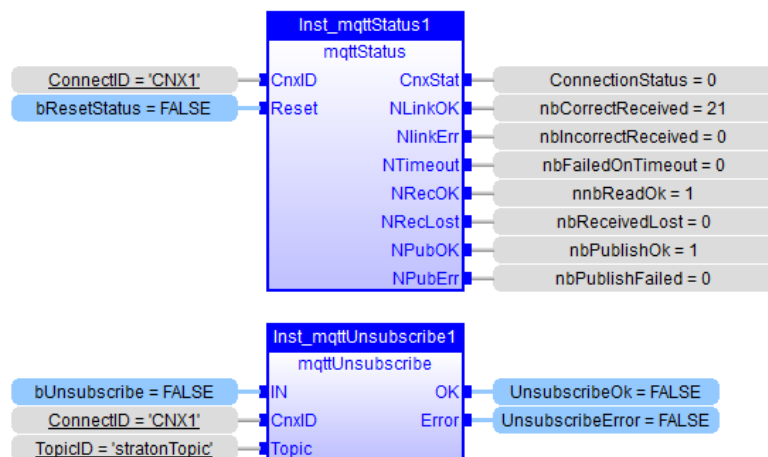 Inst_mqttStatus1
mqttStatus
ConnectID = 'CNX1' CnxID CnxStat ConnectionStatus = 0
bResetStatus = FALSE Reset NLinkOK nbCorrectReceived = 21
NlinkErr nbIncorrectReceived = 0
NTimeout nbFailedOnTimeout = 0
NRecOK nnbReadOk = 1
NRecLost nbReceivedLost = 0
NPubOK nbPublishOk = 1
NPubErr nbPublishFailed = 0
Inst_mqttUnsubscribe1
mqttUnsubscribe
bUnsubscribe = FALSE IN OK UnsubscribeOk = FALSE
ConnectID = 'CNX1' CnxID Error UnsubscribeError = FALSE
TopicID = 'stratonTopic' Topic